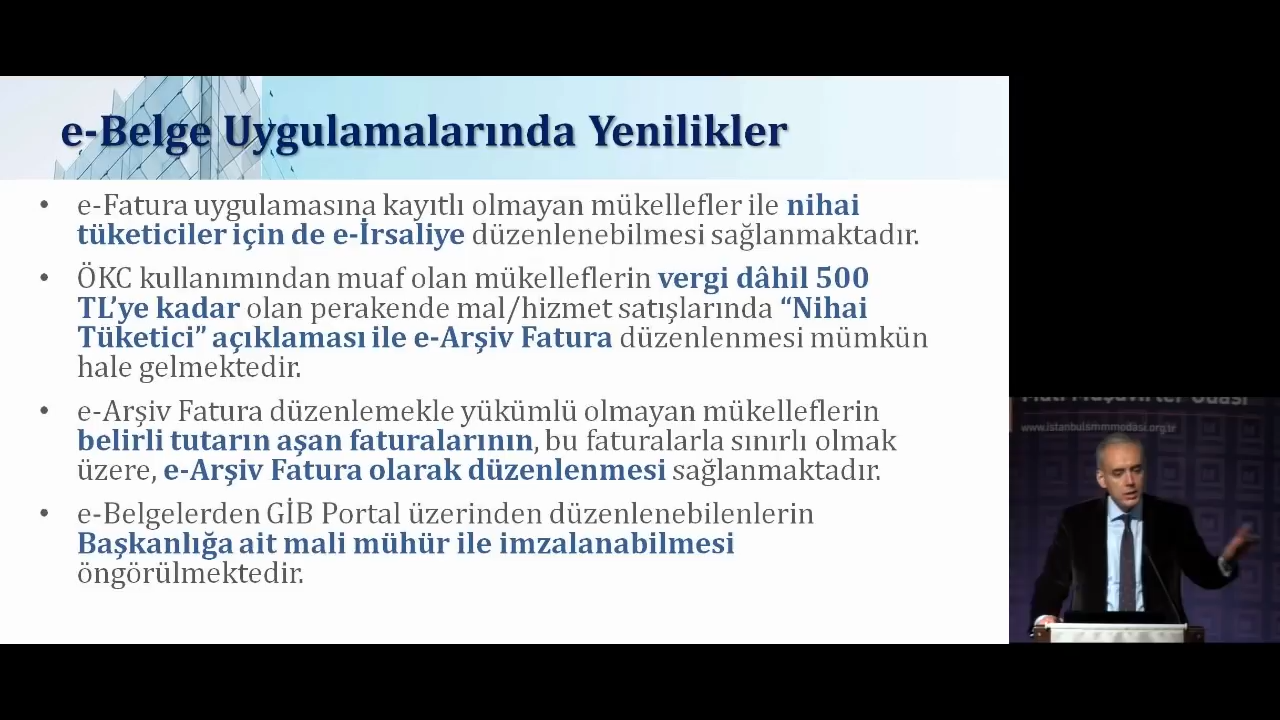 e-Belge Uygulamalarında Yenilikler
• e-Fatura uygulamasına kayıtlı olmayan mükellefler ile nihai
tüketiciler için de e-İrsaliye düzenlenebilmesi sağlanmaktadır.
• ÖKC kullanımından muaf olan mükelleflerin vergi dâhil 500
TL’ye kadar olan perakende mal/hizmet satışlarında “Nihai
Tüketici” açıklaması ile e-Arşiv Fatura düzenlenmesi mümkün
hale gelmektedir.
• e-Arşiv Fatura düzenlemekle yükümlü olmayan mükelleflerin
belirli tutarın aşan faturalarının, bu faturalarla sınırlı olmak
üzere, e-Arşiv Fatura olarak düzenlenmesi sağlanmaktadır.
• e-Belgelerden GİB Portal üzerinden düzenlenebilenlerin
Başkanlığa ait mali mühür ile imzalanabilmesi
öngörülmektedir.
Mali Müşavirler Odası
www.istanbulsmmmodasi.org.tr